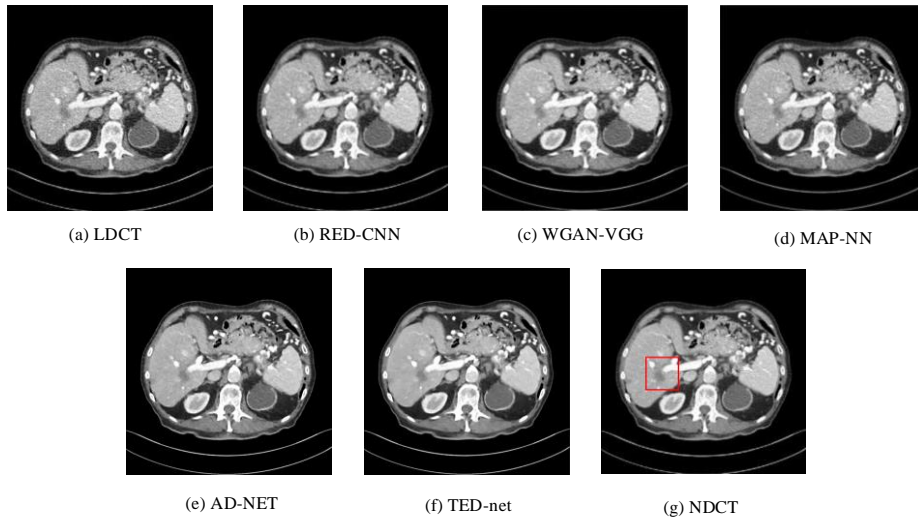 (a) LDCT
(b) RED-CNN
(c) WGAN-VGG
(d) MAP-NN
(e) AD-NET
(f) TED-net
(g) NDCT